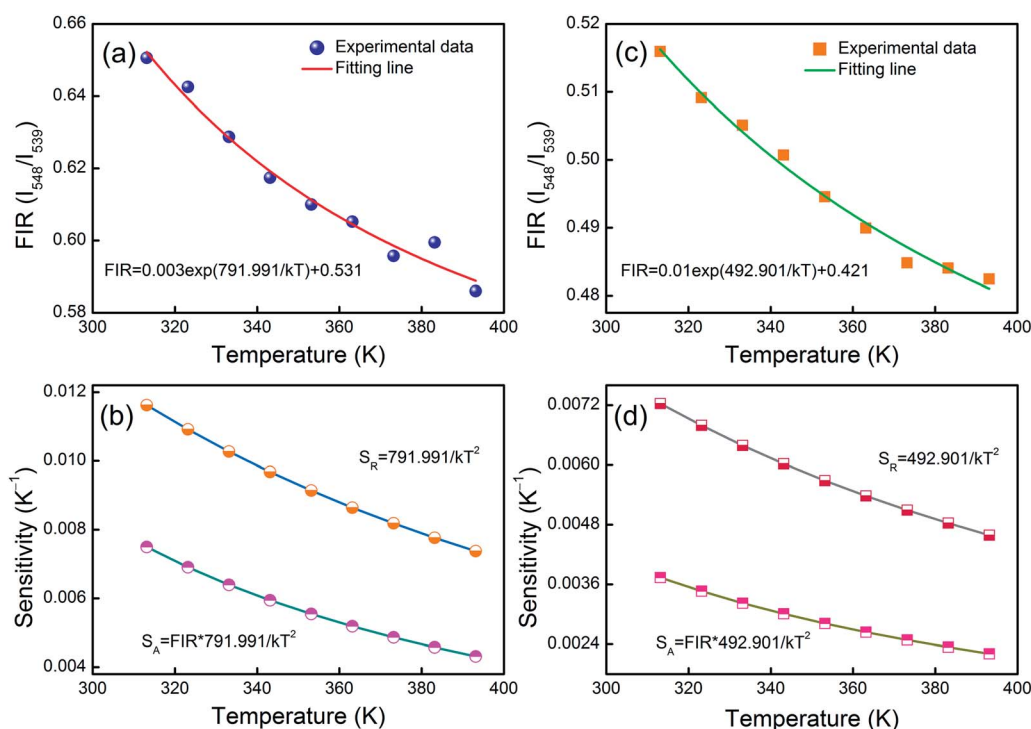 (a)
Experimental data
Fitting line
FIR=0.003exp(791.991/kT)+0.531
FIR (I₅₄₈/I₅₃₉)
0.66
0.64
0.62
0.60
0.58
300 320 340 360 380 400
Temperature (K)
(c)
Experimental data
Fitting line
FIR=0.01exp(492.901/kT)+0.421
FIR (I₅₄₈/I₅₃₉)
0.52
0.51
0.50
0.49
0.48
300 320 340 360 380 400
Temperature (K)
(b)
S_R=791.991/kT²
S_A=FIR*791.991/kT²
Sensitivity (K⁻¹)
0.012
0.010
0.008
0.006
0.004
300 320 340 360 380 400
Temperature (K)
(d)
S_R=492.901/kT²
S_A=FIR*492.901/kT²
Sensitivity (K⁻¹)
0.0072
0.0060
0.0048
0.0036
0.0024
300 320 340 360 380 400
Temperature (K)